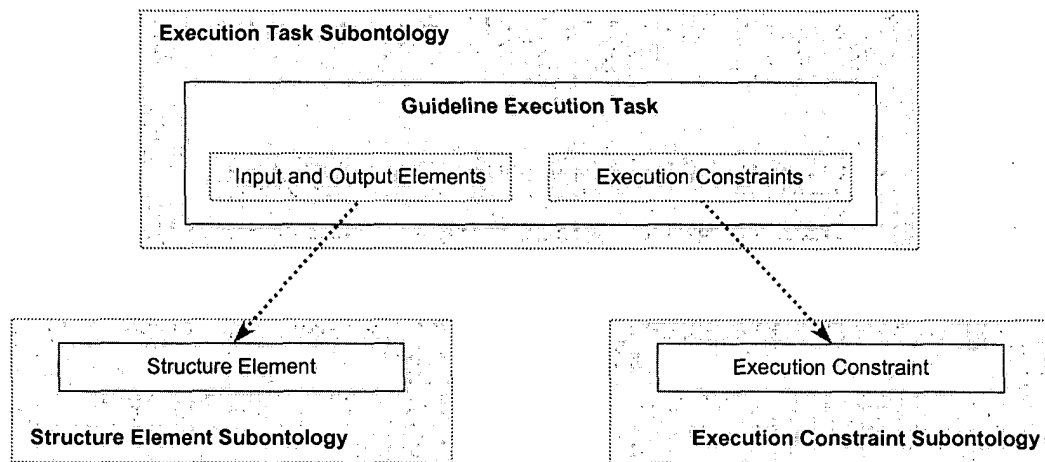 Execution Task Subontology
Guideline Execution Task
Input and Output Elements
Execution Constraints
Structure Element
Execution Constraint
Structure Element Subontology
Execution Constraint Subontology